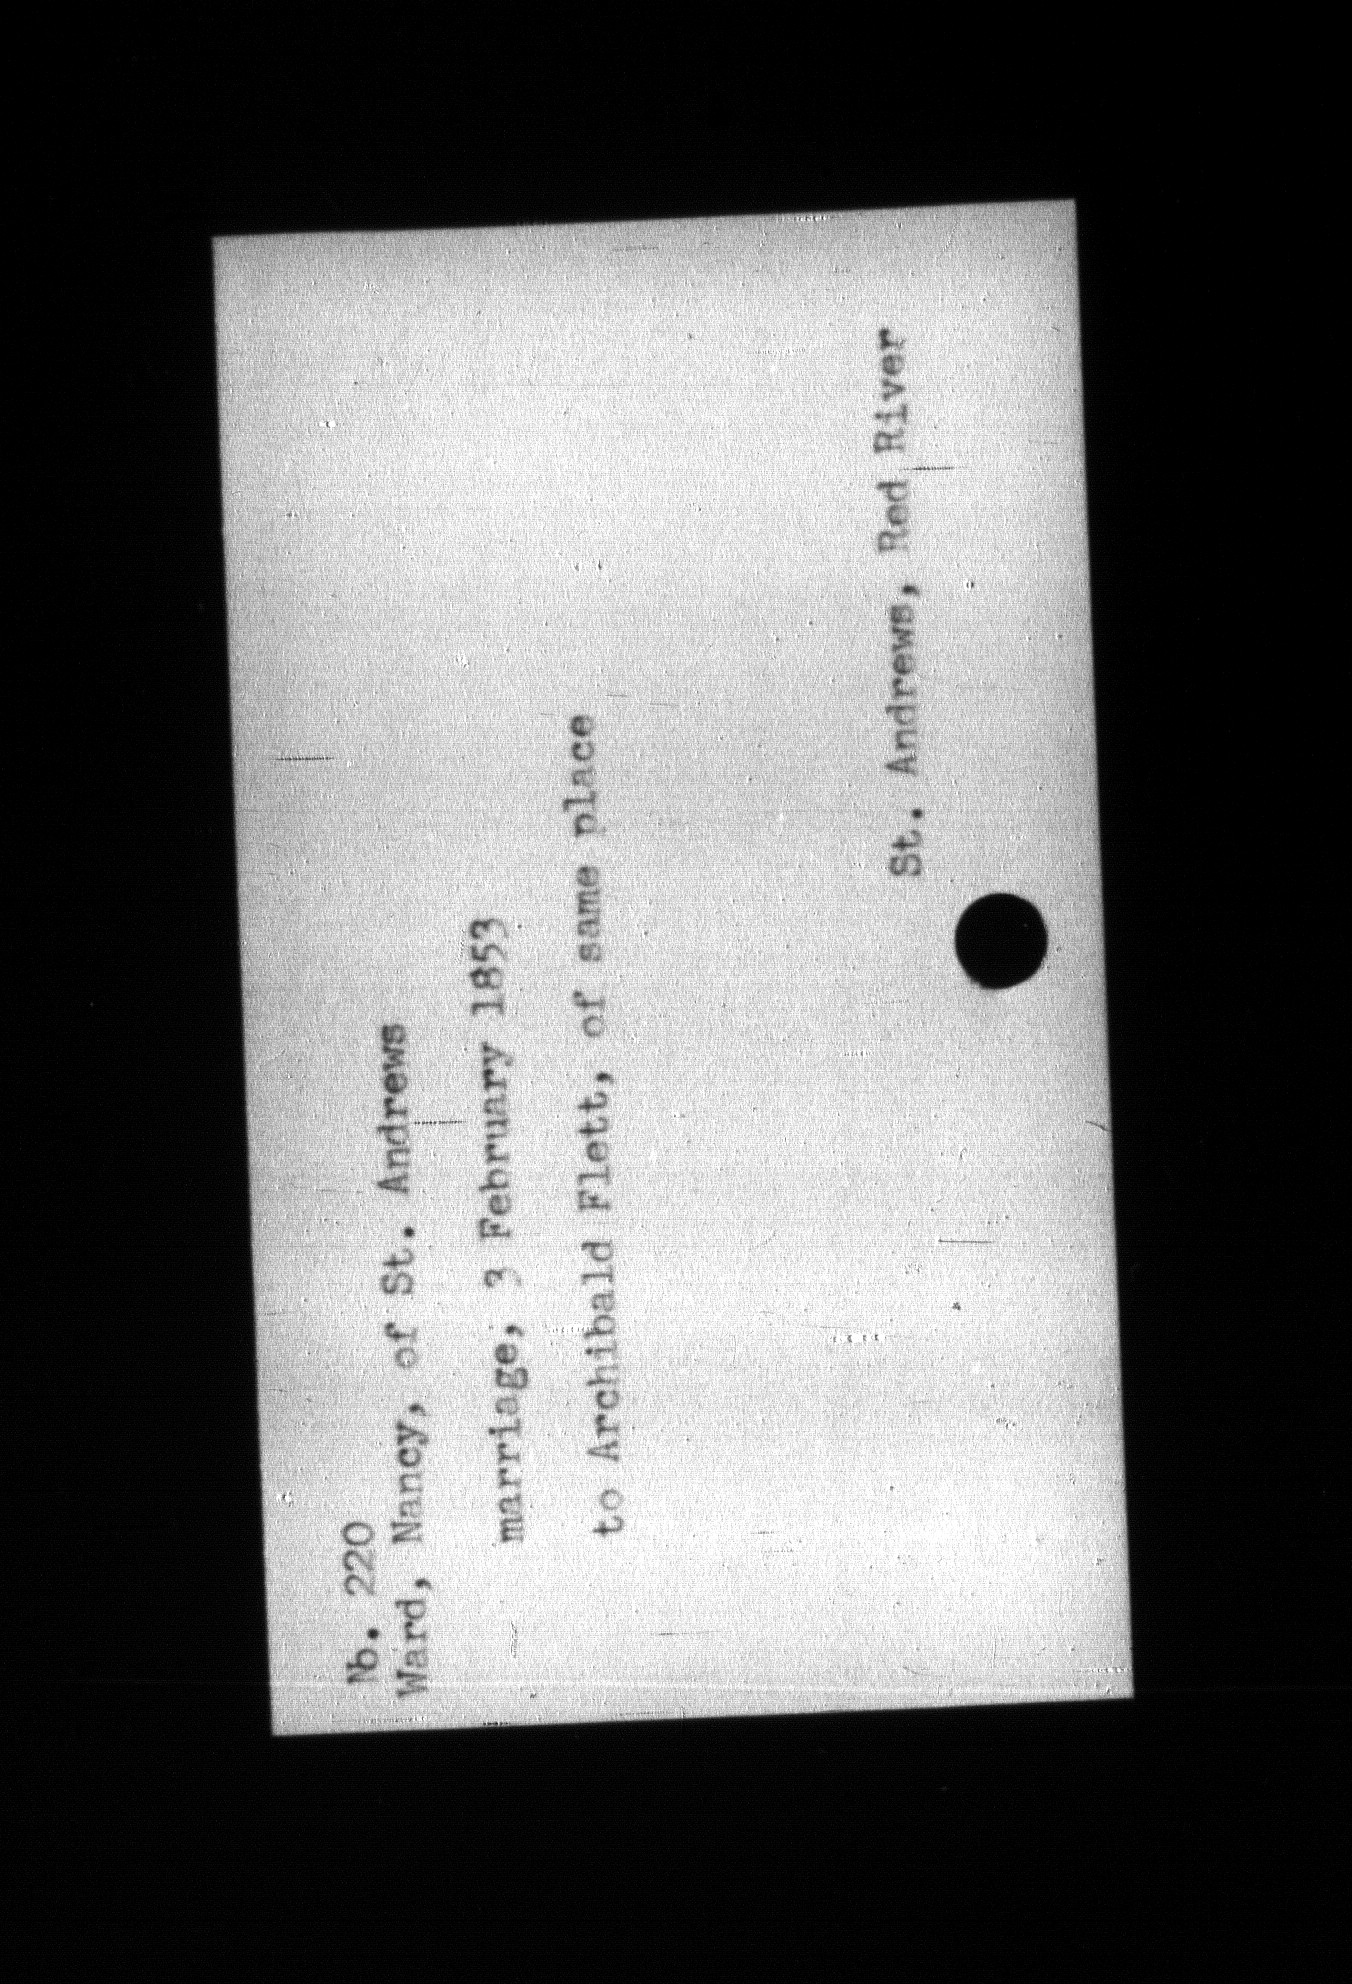 No. 220
Ward, Nancy, of St. Andrews
marriage, 3 February 1853
to Archibald Flett, of same place
St. Andrews, Red River